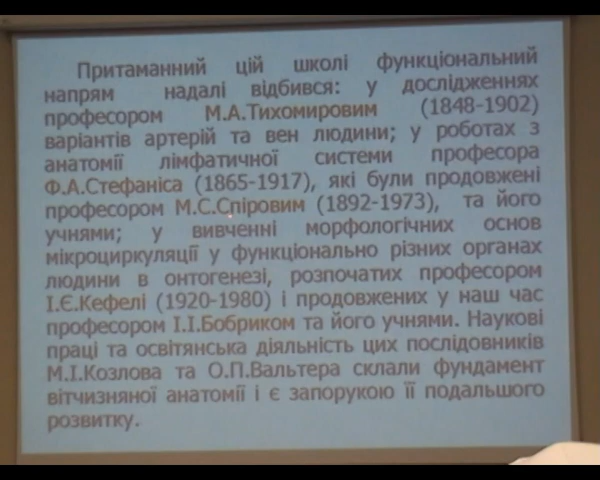 Притаманний цій школі функціональний
напрям надалі відбився: у дослідженнях
професором М.А.Тихомировим (1848-1902)
варіантів артерій та вен людини; у роботах з
анатомії лімфатичної системи професора
Ф.А.Стефаніса (1865-1917), які були продовжені
професором М.С.Спіровим (1892-1973), та його
учнями; у вивченні морфологічних основ
мікроциркуляції у функціонально різних органах
людини в онтогенезі, розпочатих професором
І.Є.Кефелі (1920-1980) і продовжених у наш час
професором І.І.Бобриком та його учнями. Наукові
праці та освітянська діяльність цих послідовників
М.І.Козлова та О.П.Вальтера склали фундамент
вітчизняної анатомії і є запорукою її подальшого
розвитку.